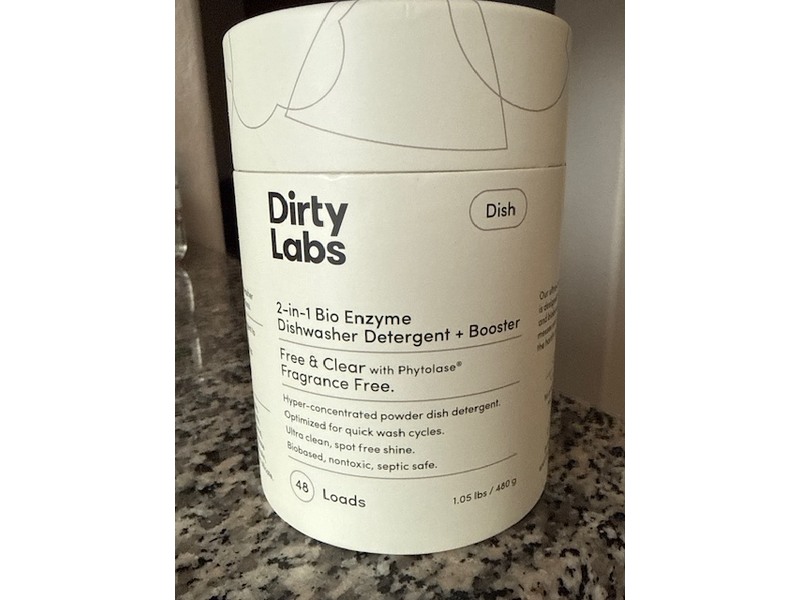 Dirty
Labs
Dish
2-in-1 Bio Enzyme
Dishwasher Detergent + Booster
Free & Clear with Phytolase®
Fragrance Free.
Hyper-concentrated powder dish detergent.
Optimized for quick wash cycles.
Ultra clean, spot free shine.
Biobased, nontoxic, septic safe.
48 Loads
1.05 lbs / 480 g